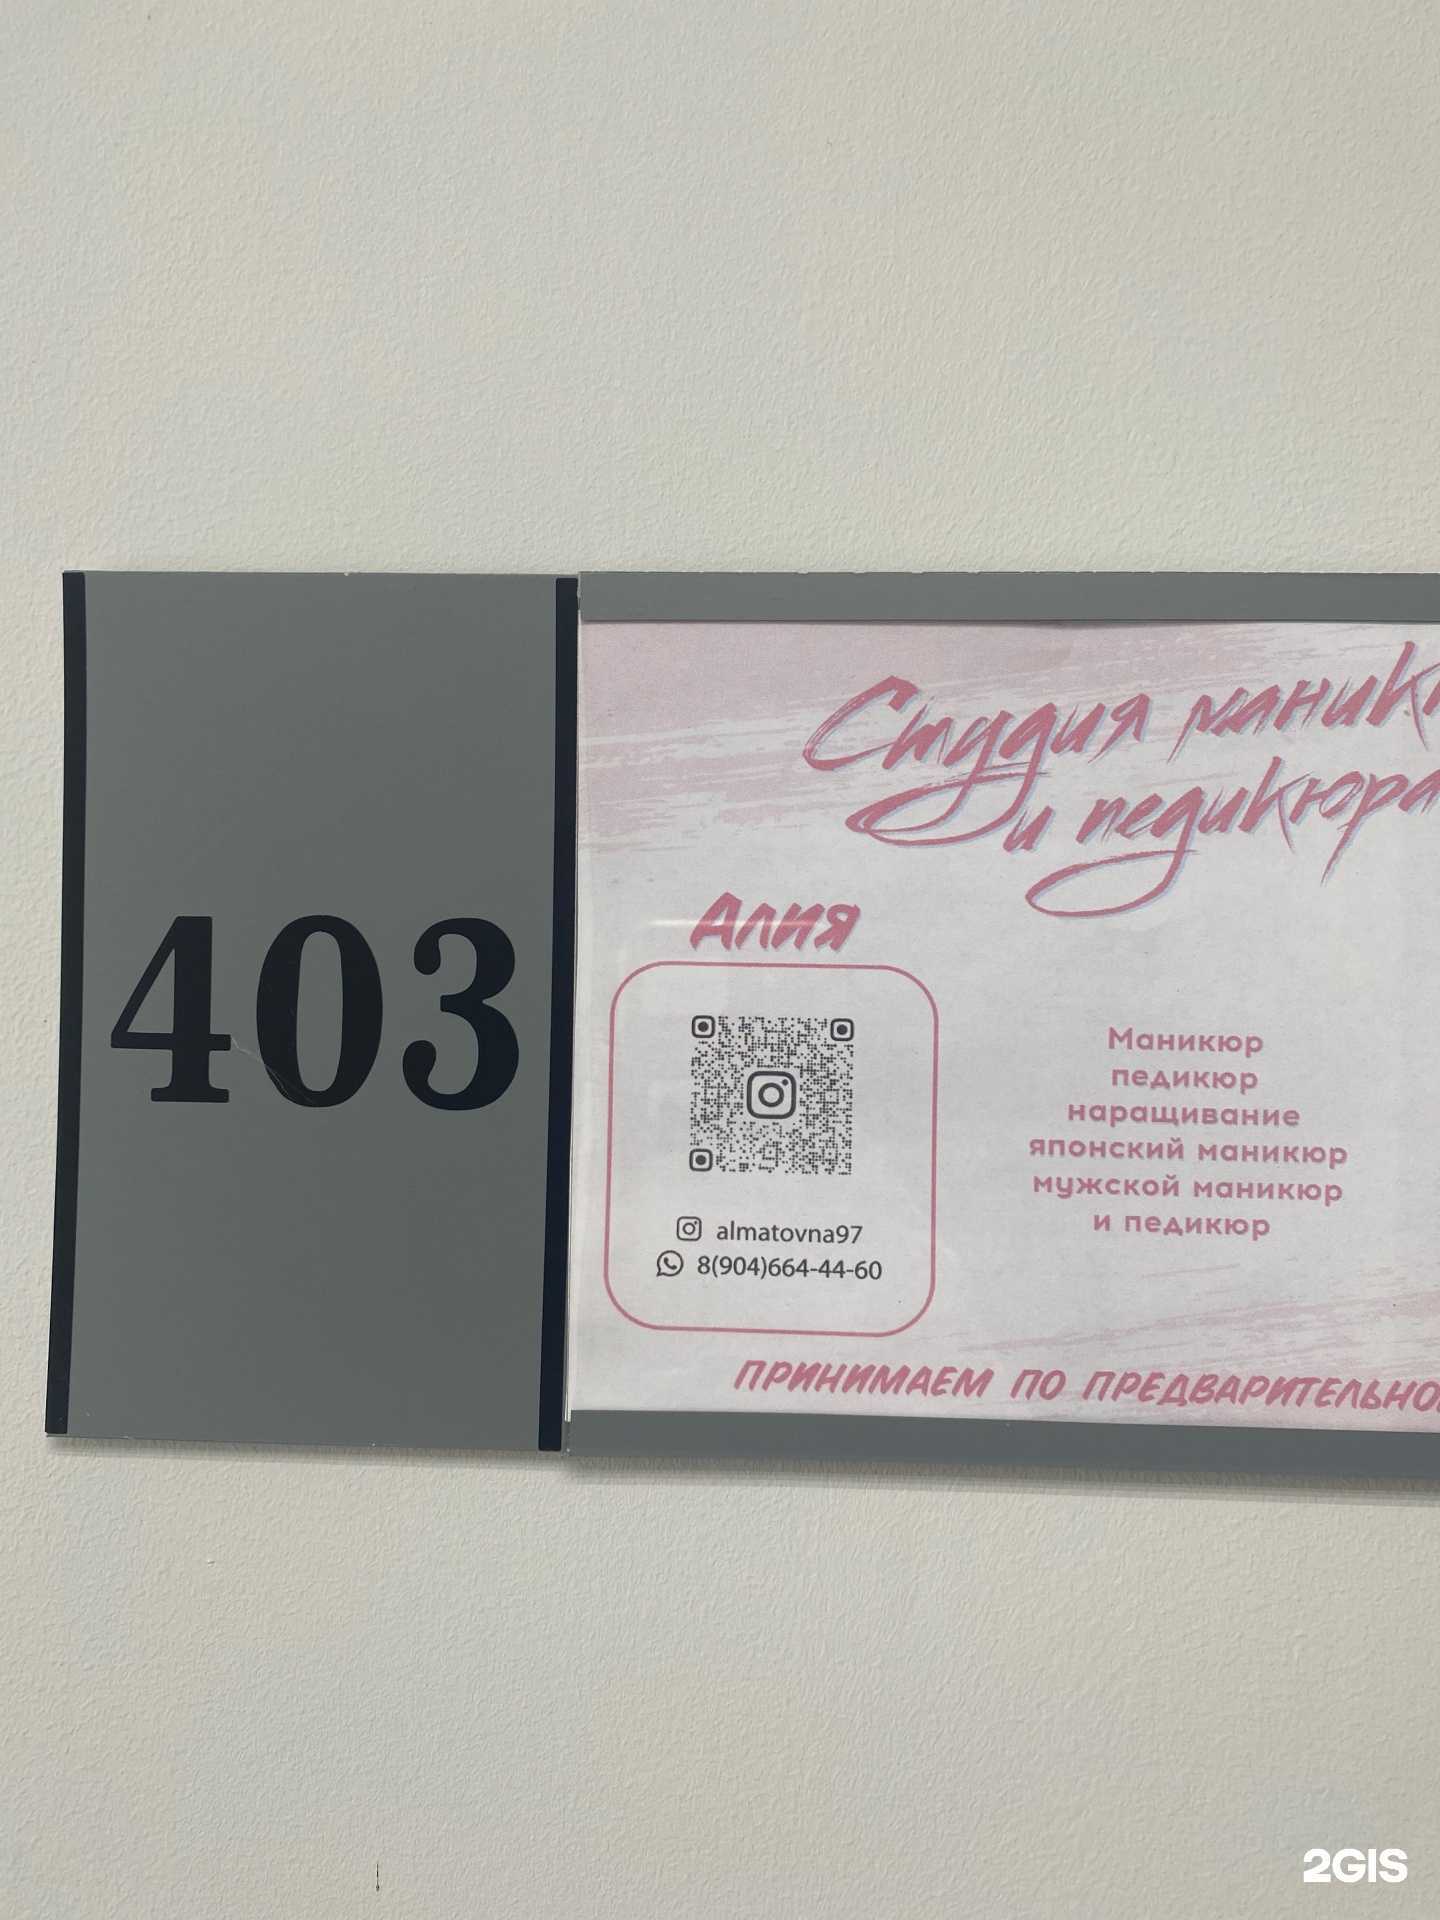 403
Студия маник
и педикюра
Алия
almatovna97
8(904)664-44-60
Маникюр
педикюр
наращивание
японский маникюр
мужской маникюр
и педикюр
ПРИНИМАЕМ ПО ПРЕДВАРИТЕЛЬНО
2GIS